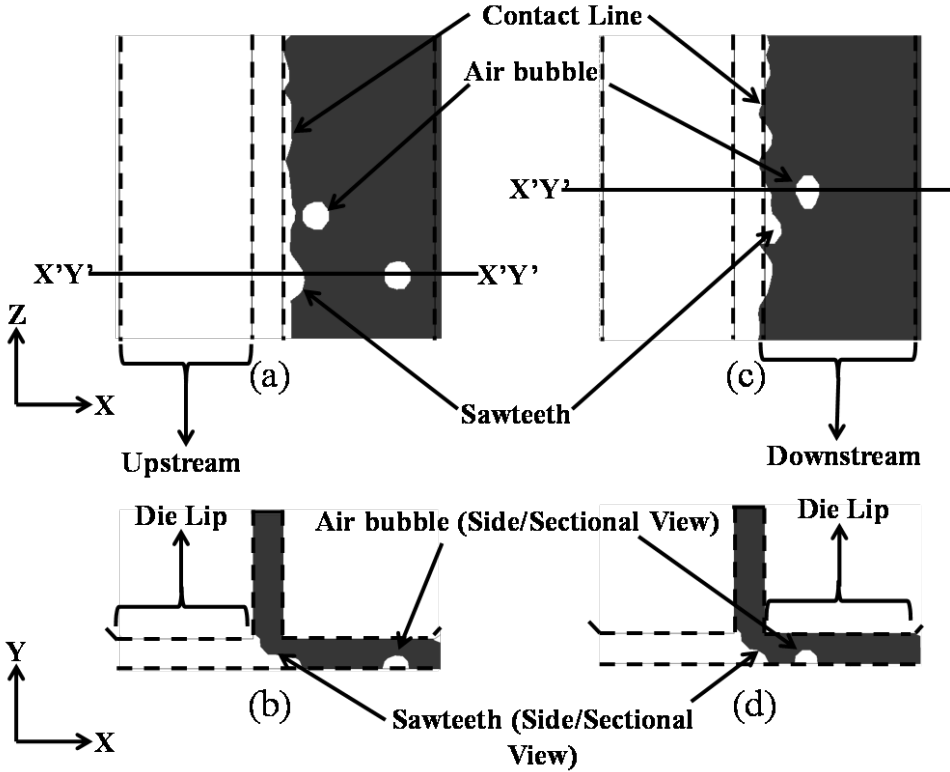 Contact Line
Air bubble
X'Y'
X'Y' X'Y'
Z
X
(a)
(c)
Sawteeth
Upstream
Downstream
Die Lip
Air bubble (Side/Sectional View)
Die Lip
Y
X
(b)
(d)
Sawteeth (Side/Sectional
View)